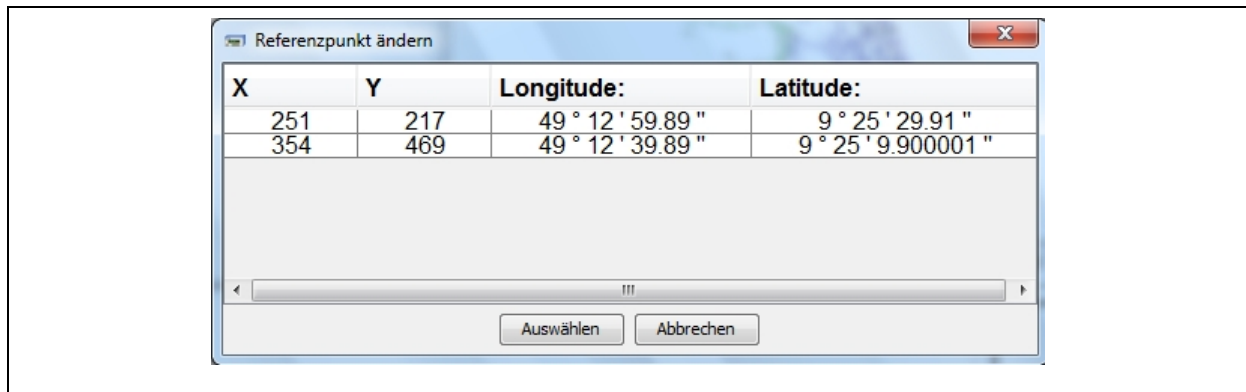 Referenzpunkt ändern
X Y Longitude: Latitude:
251 217 49 ° 12 ' 59.89 " 9 ° 25 ' 29.91 "
354 469 49 ° 12 ' 39.89 " 9 ° 25 ' 9.900001 "
Auswählen Abbrechen